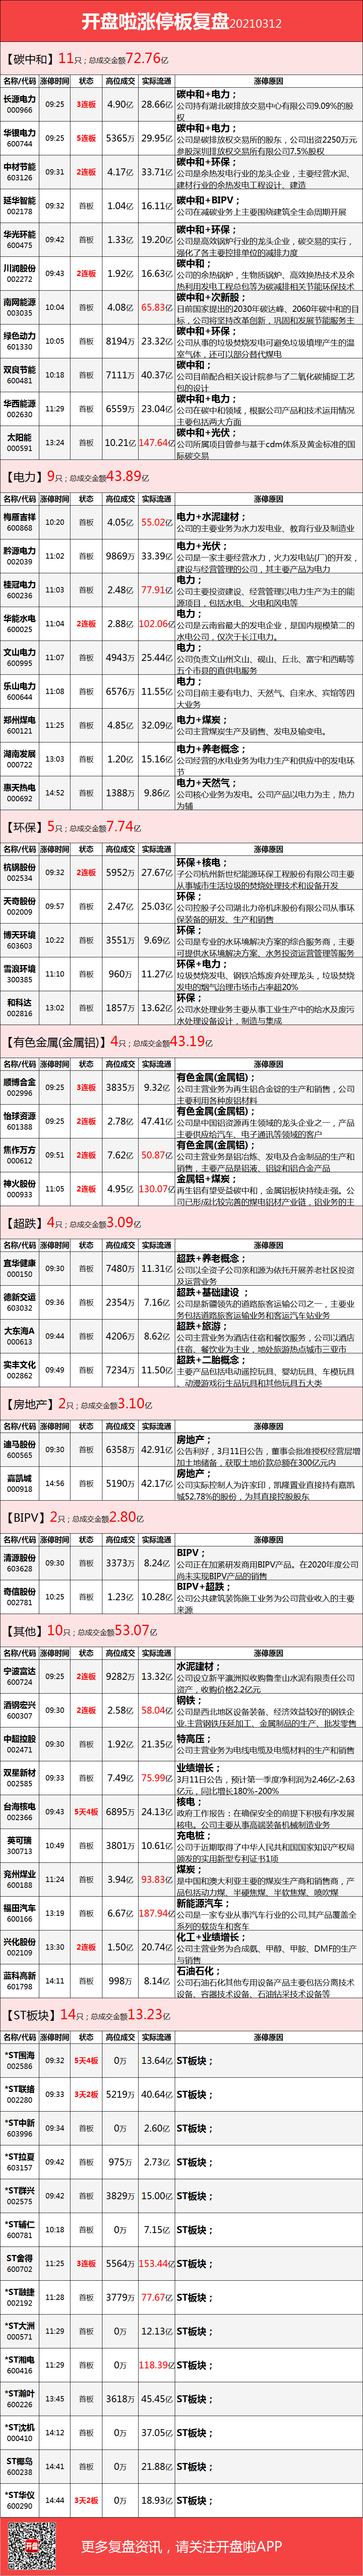 开盘啦涨停板复盘20210312
【碳中和】11只；总成交金额72.76亿
名称/代码 涨停时间 状态 高位成交 实际流通 涨停原因
长源电力 000966 09:25 3连板 4.90亿 28.66亿 碳中和+电力；
公司持有湖北碳排放交易中心有限公司9.09%的股权
华银电力 600744 09:25 5连板 5365万 29.95亿 碳中和+电力；
公司是碳排放权交易所的股东，公司出资2250万元参股深圳排放权交易所有限公司7.5%股权
中材节能 603126 09:31 2连板 4.17亿 33.71亿 碳中和+环保；
公司是余热发电行业的龙头企业，主要经营水泥、建材行业的余热发电工程设计、建造
延华智能 002178 09:32 首板 1.04亿 16.11亿 碳中和+BIPV；
公司在减碳业务上主要围绕建筑全生命周期开展
华光环能 600475 09:42 首板 1.33亿 19.20亿 碳中和+环保；
公司是高效锅炉行业的龙头企业，碳交易的实行，强化了各主要控排单位的减排力度
川润股份 002272 09:43 2连板 1.92亿 16.63亿 碳中和；
公司的余热锅炉，生物质锅炉、高效换热技术及余热利用发电工程总包等为碳减排相关节能环保技术
南网能源 003035 10:04 首板 4.08亿 65.83亿 碳中和+次新股；
目前国家提出的2030年碳达峰、2060年碳中和的目标，公司将坚持改革创新，巩固和发展节能服务主
绿色动力 601330 10:05 首板 8194万 23.32亿 碳中和+环保；
公司从事的垃圾焚烧发电可避免垃圾填埋产生的温室气体，还可以部分替代煤电
双良节能 600481 10:18 首板 7111万 40.37亿 碳中和；
公司目前配合相关设计院参与了二氧化碳捕捉工艺包的设计
华西能源 002630 11:29 首板 6559万 23.04亿 碳中和+电力；
公司在碳中和领域，根据公司产品和技术运用情况主要包括两大方面
太阳能 000591 13:24 首板 10.21亿 147.64亿 碳中和+光伏；
公司所属项目曾参与基于cdm体系及黄金标准的国际碳交易
【电力】9只；总成交金额43.89亿
名称/代码 涨停时间 状态 高位成交 实际流通 涨停原因
梅雁吉祥 600868 10:20 首板 4.05亿 55.02亿 电力+水泥建材；
公司的主要业务为水力发电业、教育行业及制造业
黔源电力 002039 11:02 首板 9869万 33.39亿 电力+光伏；
公司是一家主要经营水力，火力发电站(厂)的开发，建设与经营管理的公司，其主要产品为电力
桂冠电力 600236 11:03 首板 2.48亿 77.91亿 电力；
公司主要投资建设、经营管理以电力生产为主的能源项目，包括水电、火电和风电等
华能水电 600025 11:04 2连板 2.88亿 102.06亿 电力；
公司是云南省最大的发电企业，是国内规模第二的水电公司，仅次于长江电力。
文山电力 600995 11:07 首板 4943万 25.44亿 电力；
公司负责文山州文山、砚山、丘北、富宁和西畴等五个市县的直供电服务
乐山电力 600644 11:08 首板 6576万 11.55亿 电力；
公司目前主要有电力、天然气、自来水、宾馆等四大业务
郑州煤电 600121 11:25 首板 4.85亿 32.09亿 电力+煤炭；
公司主营煤炭生产及销售、发电及输变电。
湖南发展 000722 13:03 首板 1.20亿 15.16亿 电力+养老概念；
公司经营的水电业务为电力生产和供应中的发电环节
惠天热电 000692 14:52 首板 1388万 9.86亿 电力+天然气；
公司核心业务为发电。公司产品以电力为主，热力为辅
【环保】5只；总成交金额7.74亿
名称/代码 涨停时间 状态 高位成交 实际流通 涨停原因
杭锅股份 002534 09:32 2连板 5952万 27.67亿 环保+核电；
子公司杭州新世纪能源环保工程股份有限公司主要从事城市生活垃圾的焚烧处理技术和设备开发
天奇股份 002009 09:57 首板 2.47亿 25.03亿 环保；
公司控股子公司湖北力帝机床股份有限公司从事环保装备的研发、生产和销售
博天环境 603603 10:22 首板 3551万 9.69亿 环保；
公司是专业的水环境解决方案的综合服务商，主要可提供水环境解决方案、水务投资运营管理等服务
雪浪环境 300385 11:10 首板 960万 11.27亿 环保+电力；
垃圾焚烧发电、钢铁冶炼废弃处理龙头，垃圾焚烧发电的烟气治理市场占率超20%
和科达 002816 13:02 首板 1857万 13.62亿 环保；
公司水处理业务主要从事工业生产中的给水及废污水处理设备设计，制造与集成
【有色金属(金属铝)】4只；总成交金额43.19亿
名称/代码 涨停时间 状态 高位成交 实际流通 涨停原因
顺博合金 002996 09:25 3连板 3835万 9.32亿 有色金属(金属铝)；
公司主营业务为再生铝合金锭的生产和销售，公司主要利用各种废铝材料
怡球资源 601388 09:25 2连板 2.78亿 47.41亿 有色金属(金属铝)；
公司是中国铝资源再生领域的龙头企业之一，产品主要供应给汽车、电子通讯等领域的客户
焦作万方 000612 09:51 2连板 7.62亿 50.87亿 有色金属(金属铝)；
公司主营业务是铝冶炼、发电及合金制品的生产和销售，主要产品是铝液、铝锭和铝合金产品
神火股份 000933 11:05 2连板 4.95亿 130.07亿 金属铝+煤炭；
再生铝有望受益碳中和，金属铝板块持续走强。公司已形成比较完善的煤电铝材产业链，铝业务的主
【超跌】4只；总成交金额3.09亿
名称/代码 涨停时间 状态 高位成交 实际流通 涨停原因
宜华健康 000150 09:30 首板 7480万 11.31亿 超跌+养老概念；
公司以全资子公司亲和源为依托开展养老社区投资及运营业务
德新交运 603032 09:36 首板 2354万 7.16亿 超跌+基础建设；
公司是新疆领先的道路旅客运输公司之一，主要业务包括道路旅客运输业务和客运汽车站业务
大东海A 000613 09:44 首板 4206万 8.62亿 超跌+旅游；
公司主营业务为酒店住宿和餐饮服务，公司以酒店住宿、餐饮业为主业，地处旅游热点城市三亚市
实丰文化 002862 09:49 首板 7234万 11.50亿 超跌+二胎概念；
主要产品包括电动遥控玩具、婴幼玩具、车模玩具、动漫游戏衍生品玩具和其他玩具五大类
【房地产】2只；总成交金额3.10亿
名称/代码 涨停时间 状态 高位成交 实际流通 涨停原因
迪马股份 600565 09:30 首板 6358万 42.91亿 房地产；
公告利好，3月11日公告，董事会批准授权经营层增加土地储备，获取土地价款总额在300亿元内
嘉凯城 000918 14:56 首板 5190万 42.17亿 房地产；
公司实际控制人为许家印，凯隆置业直接持有嘉凯城52.78%的股份，为其直接控股股东
【BIPV】2只；总成交金额2.80亿
名称/代码 涨停时间 状态 高位成交 实际流通 涨停原因
清源股份 603628 09:30 首板 3373万 8.24亿 BIPV；
公司正在加紧研发商用BIPV产品。在2020年度公司尚未实现BIPV产品的销售
奇信股份 002781 10:25 首板 1.23亿 10.28亿 BIPV+超跌；
公司公共建筑装饰施工业务为公司营业收入的主要来源
【其他】10只；总成交金额53.07亿
名称/代码 涨停时间 状态 高位成交 实际流通 涨停原因
宁波富达 600724 09:25 2连板 9282万 13.32亿 水泥建材；
公司设立新平瀛洲拟收购鲁奎山水泥有限责任公司资产，收购价格2.2亿元
酒钢宏兴 600307 09:30 2连板 2.58亿 58.04亿 钢铁；
公司是西北地区设备装备、经济效益较好的钢铁企业,主营钢铁压延加工、金属制品的生产、批发零售
中超控股 002471 09:30 首板 1.92亿 21.35亿 特高压；
公司主营业务为电线电缆及电缆材料的生产和销售
双星新材 002585 09:33 首板 7.49亿 75.99亿 业绩增长；
3月11日公告，预计第一季度净利润为2.46亿-2.63亿元，同比增长180%-200%
台海核电 002366 09:43 5天4板 6895万 24.13亿 核电；
政府工作报告：在确保安全的前提下积极有序发展核电。公司主要从事高端装备机械制造业务
英可瑞 300713 10:49 首板 3801万 10.61亿 充电桩；
公司于近期取得了中华人民共和国国家知识产权局颁发的实用新型专利证书1项
兖州煤业 600188 11:24 首板 3.94亿 93.83亿 煤炭；
是中国和澳大利亚主要的煤炭生产商和销售商，产品包括动力煤、半硬焦煤、半软焦煤、喷吹煤
福田汽车 600166 13:19 首板 6.67亿 187.94亿 新能源汽车；
公司是一家专业从事汽车行业的公司,其产品覆盖全系列的载货车和客车
兴化股份 002109 13:30 2连板 1.50亿 20.74亿 化工+业绩增长；
公司主营业务为合成氨、甲醇、甲胺、DMF的生产与销售
蓝科高新 601798 14:11 首板 998万 8.14亿 石油石化；
公司石油石化其他专用设备产品主要包括分离技术设备、容器技术设备、石油钻采技术设备等
【ST板块】14只；总成交金额13.23亿
名称/代码 涨停时间 状态 高位成交 实际流通 涨停原因
*ST围海 002586 09:32 5天4板 0万 13.64亿 ST板块；
*ST联络 002280 09:33 3天2板 5219万 40.64亿 ST板块；
*ST中新 603996 09:34 首板 0万 2.60亿 ST板块；
*ST拉夏 603157 09:42 首板 975万 2.73亿 ST板块；
*ST群兴 002575 09:42 首板 3829万 15.00亿 ST板块；
*ST辅仁 600781 10:18 首板 0万 7.15亿 ST板块；
ST舍得 600702 11:25 3连板 5564万 153.44亿 ST板块；
*ST融捷 002192 11:28 首板 3779万 77.67亿 ST板块；
*ST大洲 000571 11:29 首板 0万 12.13亿 ST板块；
*ST湘电 600416 11:29 首板 0万 118.39亿 ST板块；
*ST瀚叶 600226 13:45 首板 3618万 45.45亿 ST板块；
*ST沈机 000410 14:12 首板 0万 37.05亿 ST板块；
ST椰岛 600238 14:41 首板 0万 21.88亿 ST板块；
*ST华仪 600290 14:44 3天2板 0万 18.93亿 ST板块；
开盘
更多复盘资讯，请关注开盘啦APP